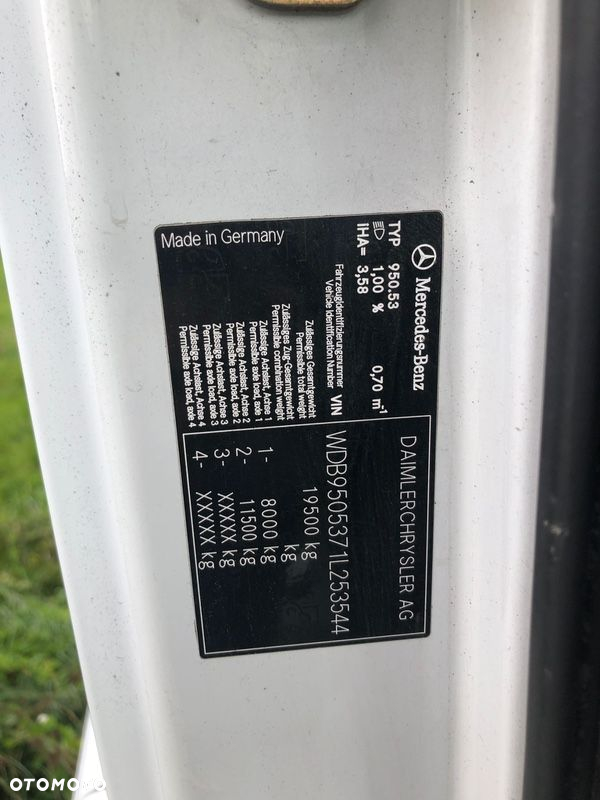 Mercedes-Benz
TYP 950.53
1,00 % 0,70 m⁻¹
IHA= 3,58
DAIMLERCHRYSLER AG
Fahrzeugidentifizierungsnummer
Vehicle Identification Number VIN WDB9505371L253544
Zulässiges Gesamtgewicht
Permissible total weight 19500 kg
Zulässiges Zug-Gesamtgewicht
Permissible combination weight kg
Zulässige Achslast, Achse 1
Permissible axle load, axle 1 1- 8000 kg
Zulässige Achslast, Achse 2
Permissible axle load, axle 2 2- 11500 kg
Zulässige Achslast, Achse 3
Permissible axle load, axle 3 3- XXXXX kg
Zulässige Achslast, Achse 4
Permissible axle load, axle 4 4- XXXXX kg
Made in Germany